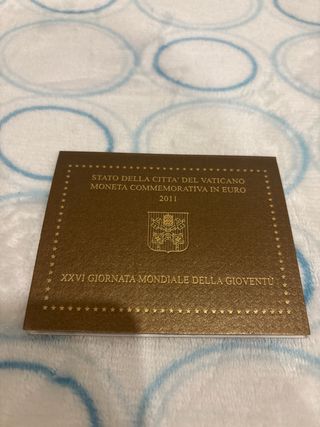 STATO DELLA CITTA' DEL VATICANO
MONETA COMMEMORATIVA IN EURO
2011
XXVI GIORNATA MONDIALE DELLA GIOVENTÙ